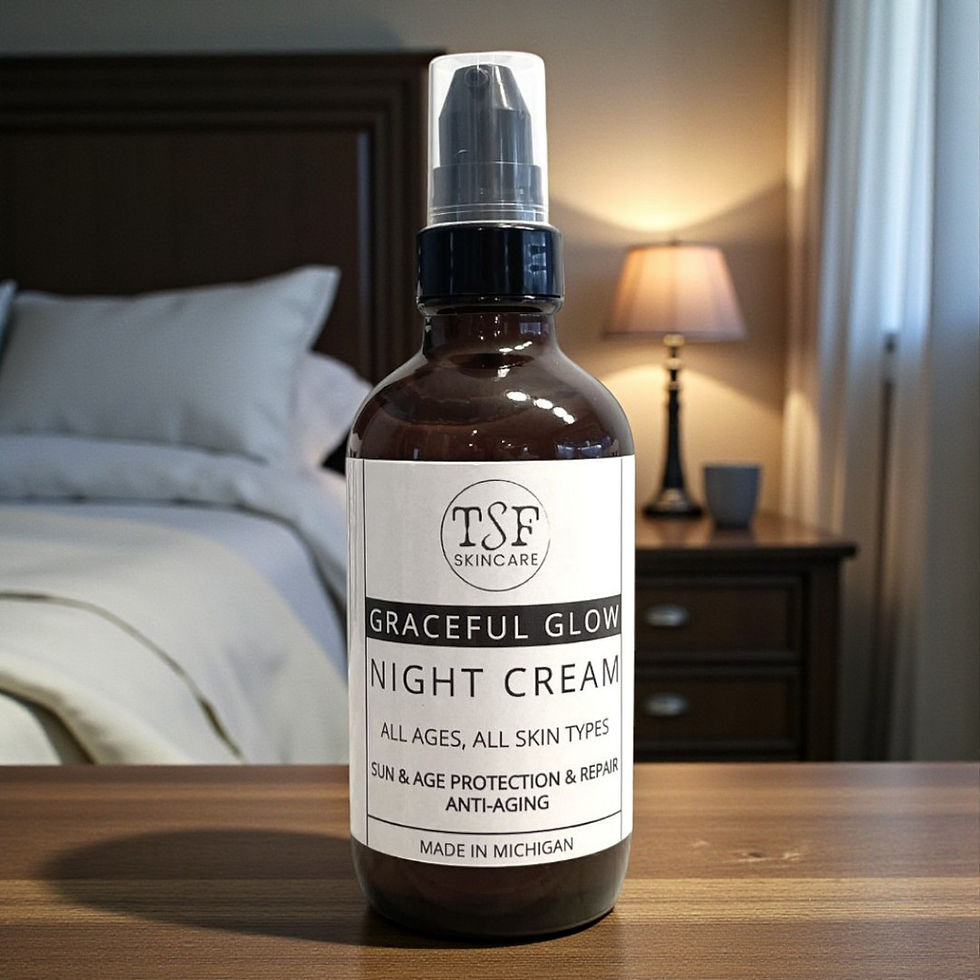 TSF
SKINCARE
GRACEFUL GLOW
NIGHT CREAM
ALL AGES, ALL SKIN TYPES
SUN & AGE PROTECTION & REPAIR
ANTI-AGING
MADE IN MICHIGAN